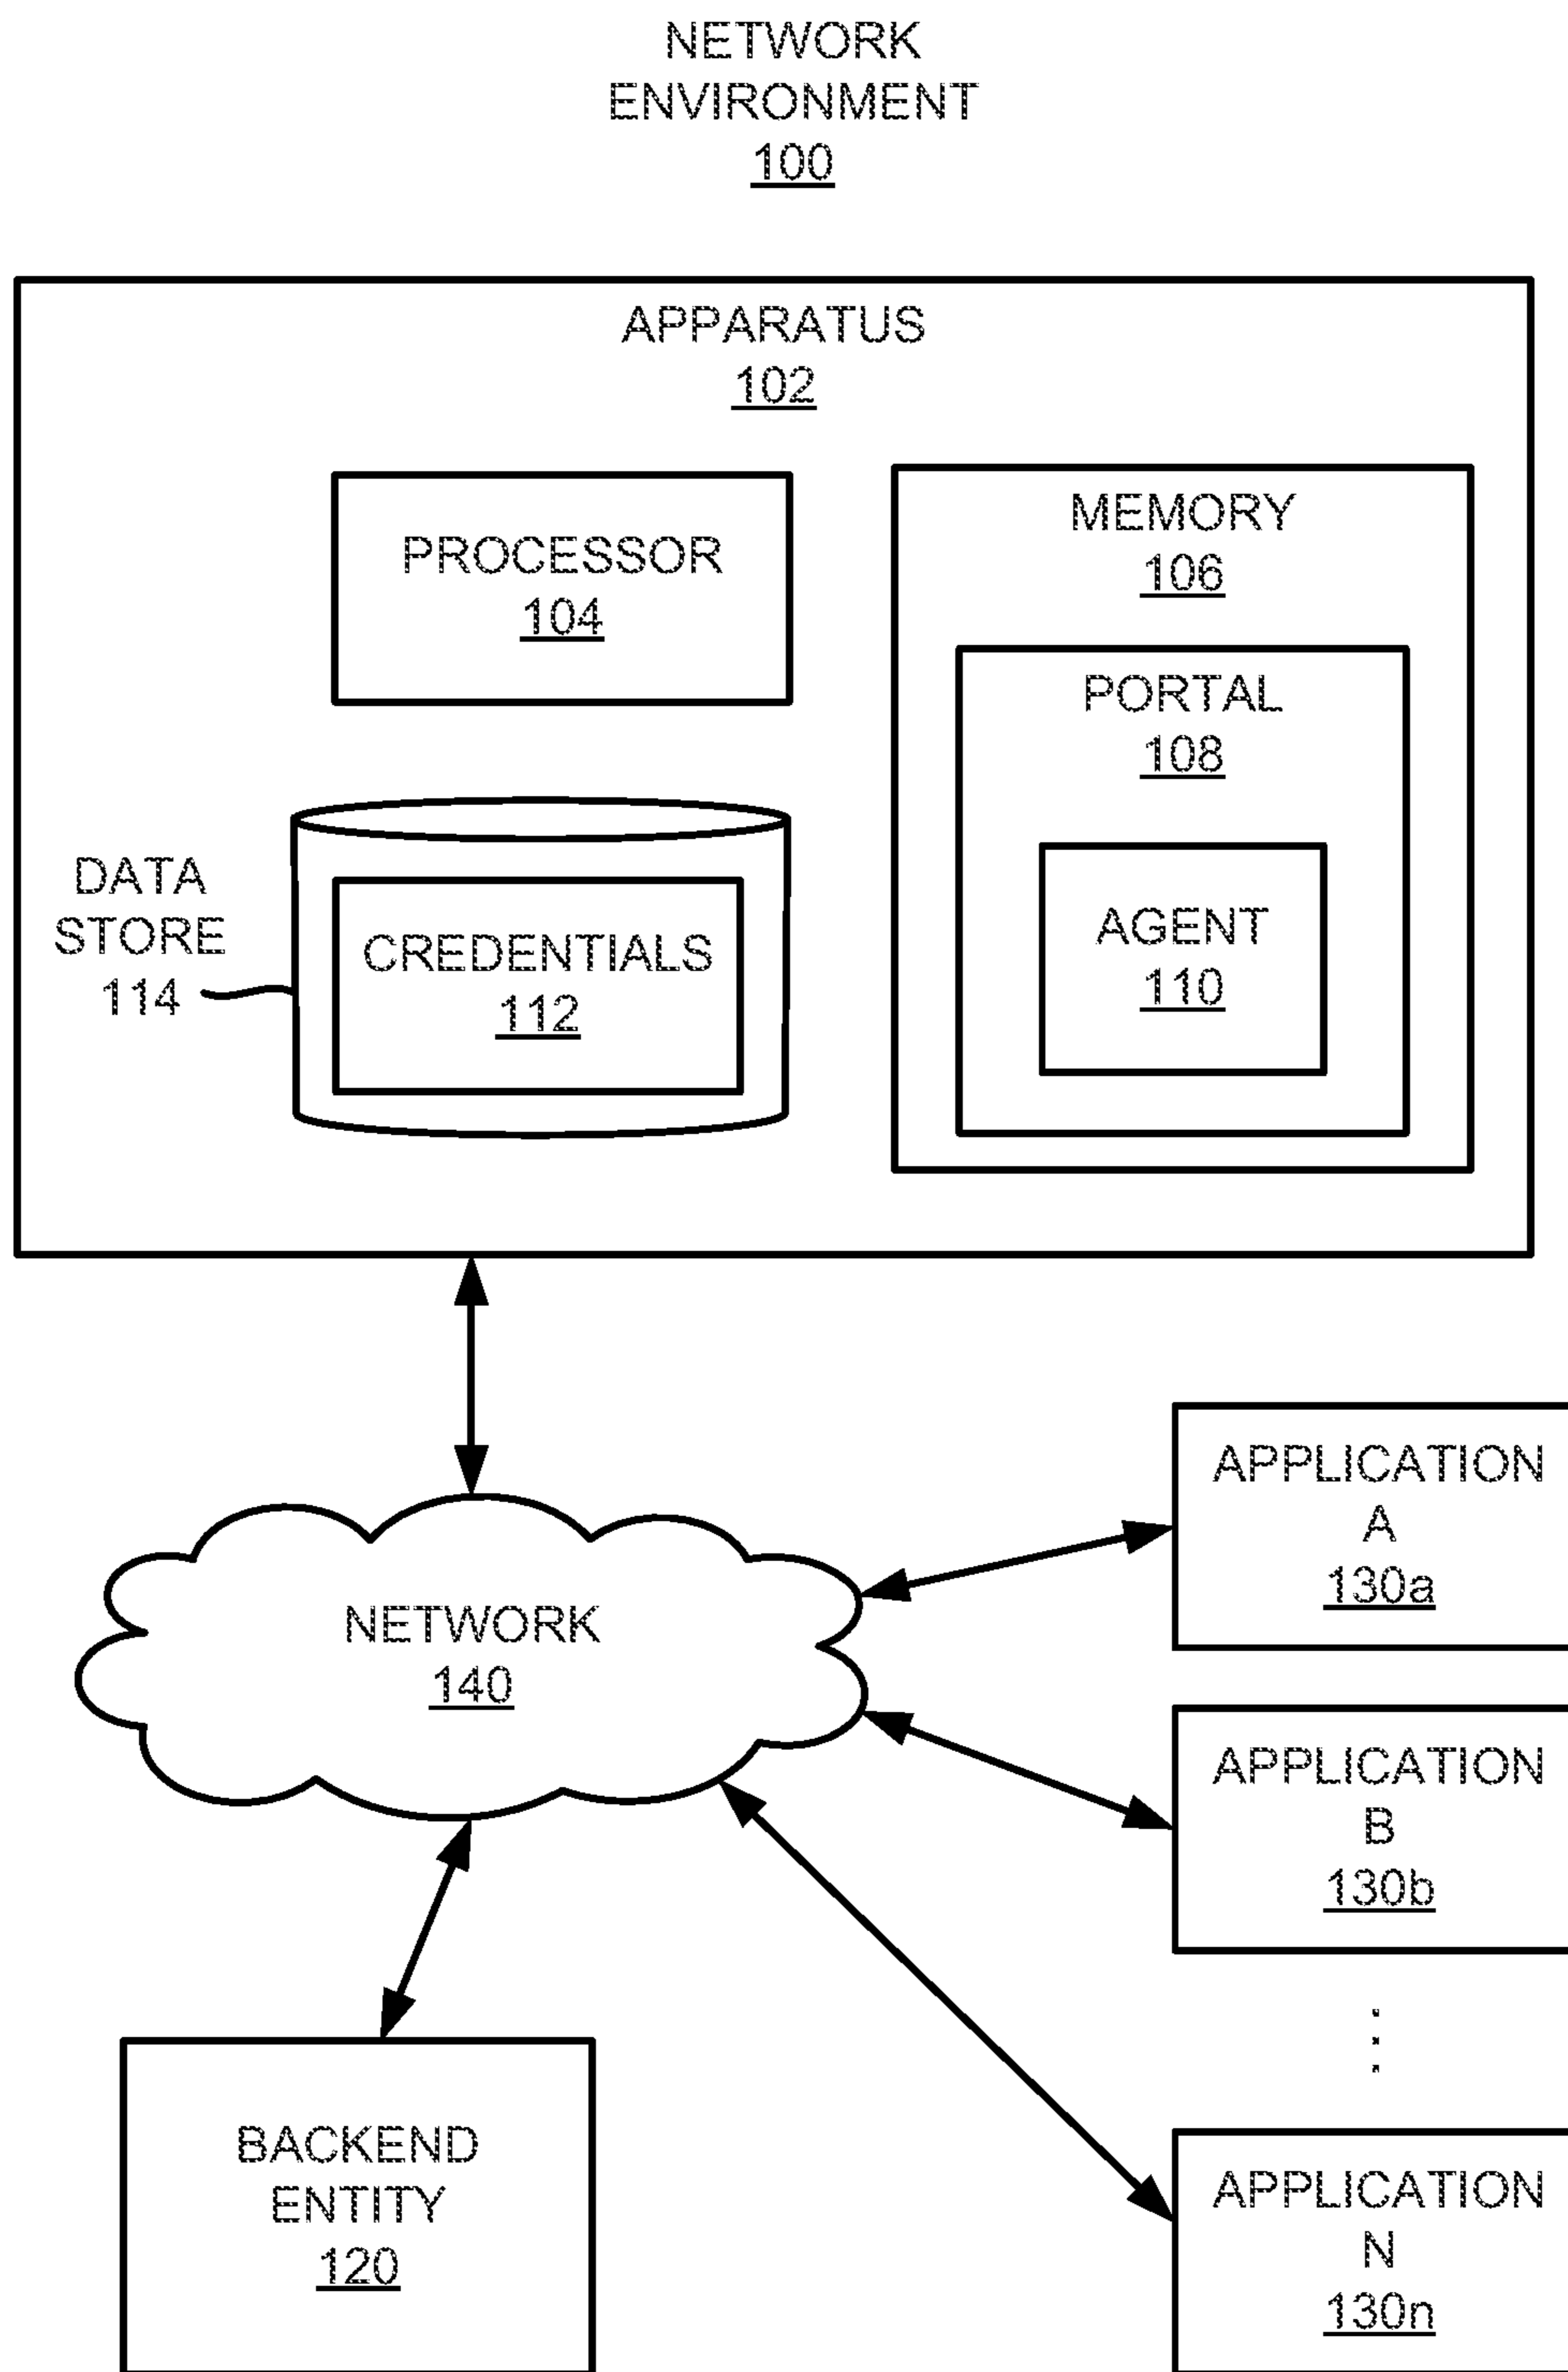 NETWORK
ENVIRONMENT
100
APPARATUS
102
PROCESSOR
104
MEMORY
106
PORTAL
108
AGENT
110
DATA
STORE
114
CREDENTIALS
112
NETWORK
140
APPLICATION
A
130a
APPLICATION
B
130b
⋮
APPLICATION
N
130n
BACKEND
ENTITY
120